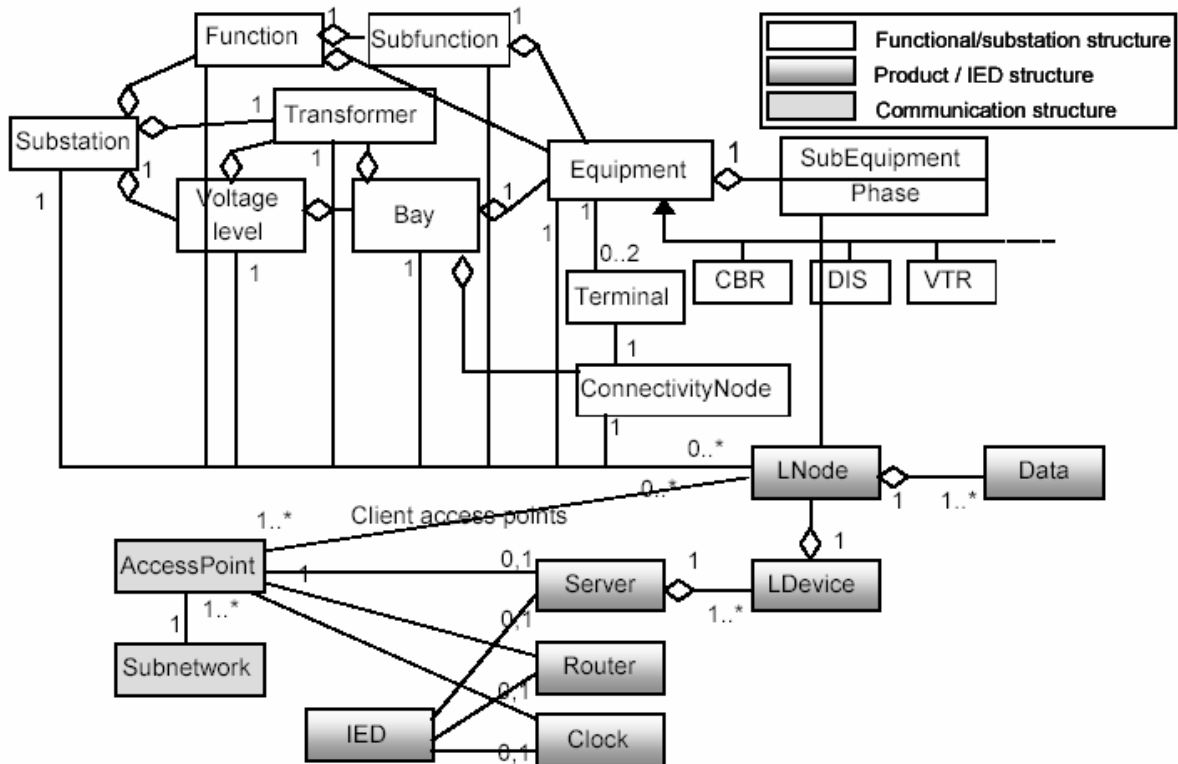 Function
1
1
Subfunction
1
Functional/substation structure
Product / IED structure
Communication structure
Substation
1
Transformer
1
1
Voltage
level
Bay
1
Equipment
1
SubEquipment
Phase
1
1
1
1
1
1
0..2
CBR
DIS
VTR
Terminal
1
ConnectivityNode
1
0..*
LNode
1
1..*
Data
0..*
1..*
Client access points
AccessPoint
1
0,1
Server
1
1..*
LDevice
1
1..*
1
0,1
Subnetwork
Router
0,1
IED
0,1
Clock